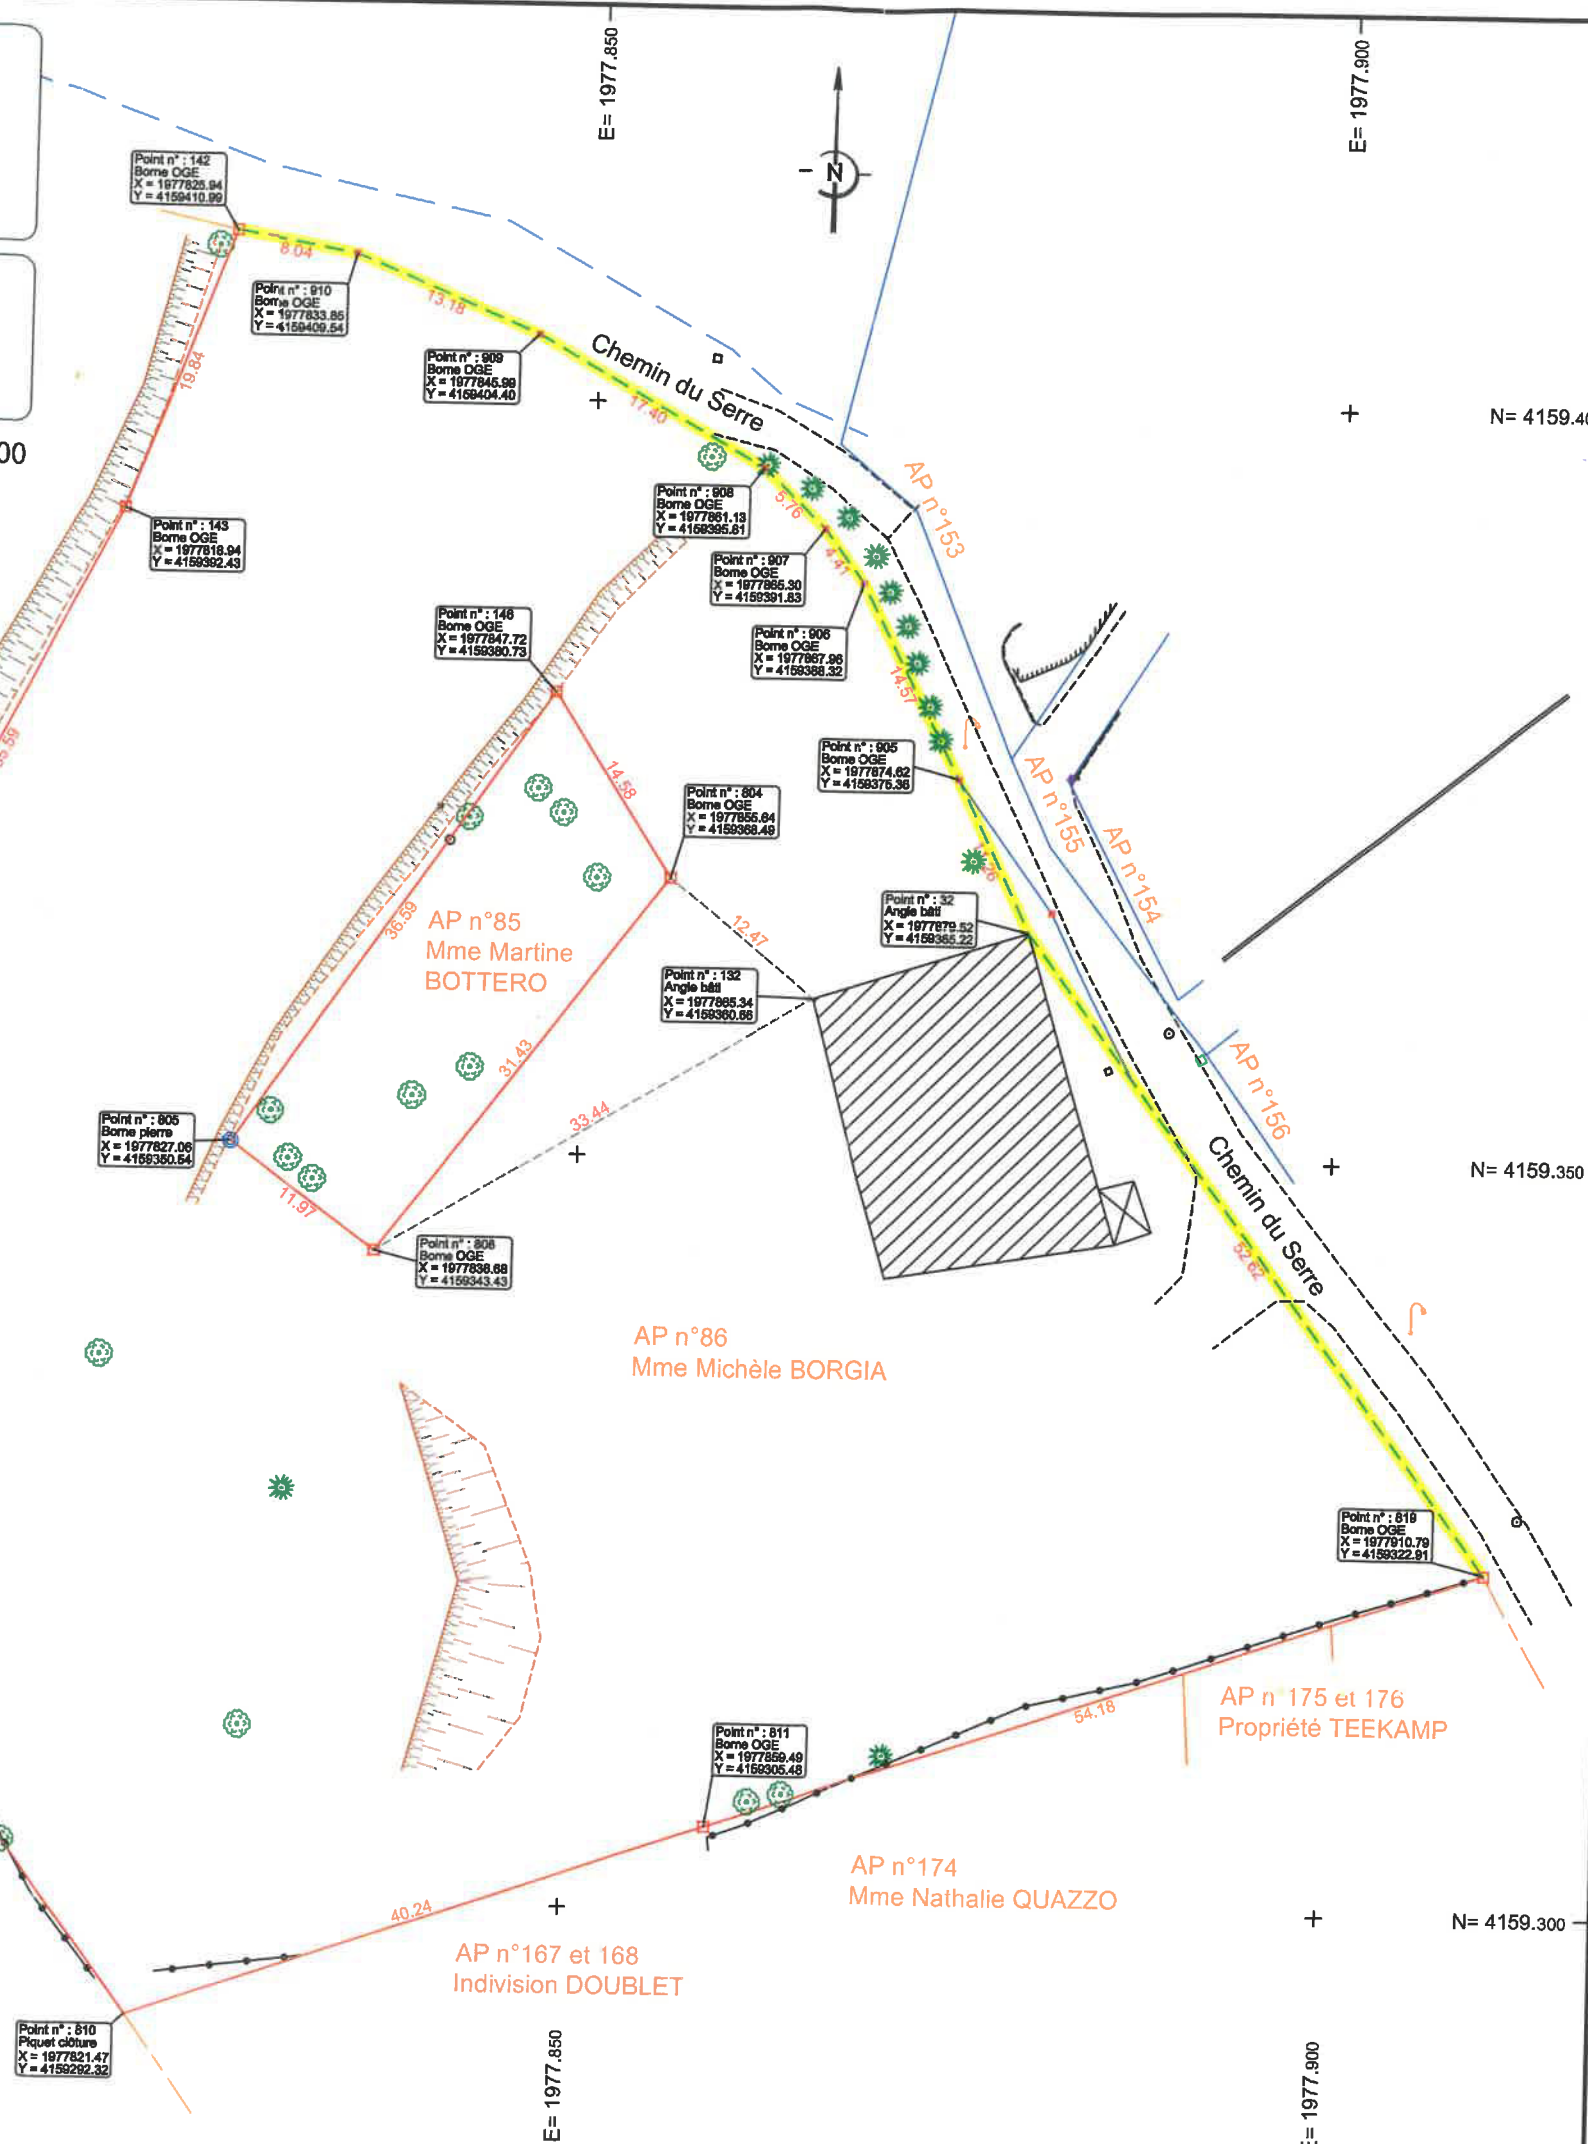 E= 1977.850
E= 1977.900
Point n° : 142
Borne OGE
X = 1977825.94
Y = 4159410.99
N
8.04
Point n° : 910
Borne OGE
X = 1977833.85
Y = 4159409.54
13.18
Point n° : 909
Borne OGE
X = 1977845.99
Y = 4159404.40
Chemin du Serre
17.40
19.84
N= 4159.40
00
Point n° : 908
Borne OGE
X = 1977861.13
Y = 4159395.81
5.76
AP n°153
Point n° : 143
Borne OGE
X = 1977818.94
Y = 4159392.43
Point n° : 907
Borne OGE
X = 1977865.30
Y = 4159391.83
4.41
Point n° : 146
Borne OGE
X = 1977847.72
Y = 4159380.73
Point n° : 906
Borne OGE
X = 1977867.96
Y = 4159388.32
14.57
Point n° : 905
Borne OGE
X = 1977874.62
Y = 4159375.36
14.58
Point n° : 804
Borne OGE
X = 1977855.64
Y = 4159368.49
AP n°155
AP n°154
36.59
AP n°85
Mme Martine
BOTTERO
12.47
Point n° : 32
Angle bâti
X = 1977879.52
Y = 4159365.22
Point n° : 132
Angle bâti
X = 1977865.34
Y = 4159360.66
31.43
33.44
AP n°156
Point n° : 805
Borne pierre
X = 1977827.06
Y = 4159350.54
11.97
Chemin du Serre
N= 4159.350
52.62
Point n° : 806
Borne OGE
X = 1977836.68
Y = 4159343.43
AP n°86
Mme Michèle BORGIA
Point n° : 819
Borne OGE
X = 1977910.79
Y = 4159322.91
AP n°175 et 176
Propriété TEEKAMP
54.18
Point n° : 811
Borne OGE
X = 1977859.49
Y = 4159305.48
AP n°174
Mme Nathalie QUAZZO
40.24
N= 4159.300
AP n°167 et 168
Indivision DOUBLET
Point n° : 810
Piquet clôture
X = 1977821.47
Y = 4159292.32
E= 1977.850
E= 1977.900